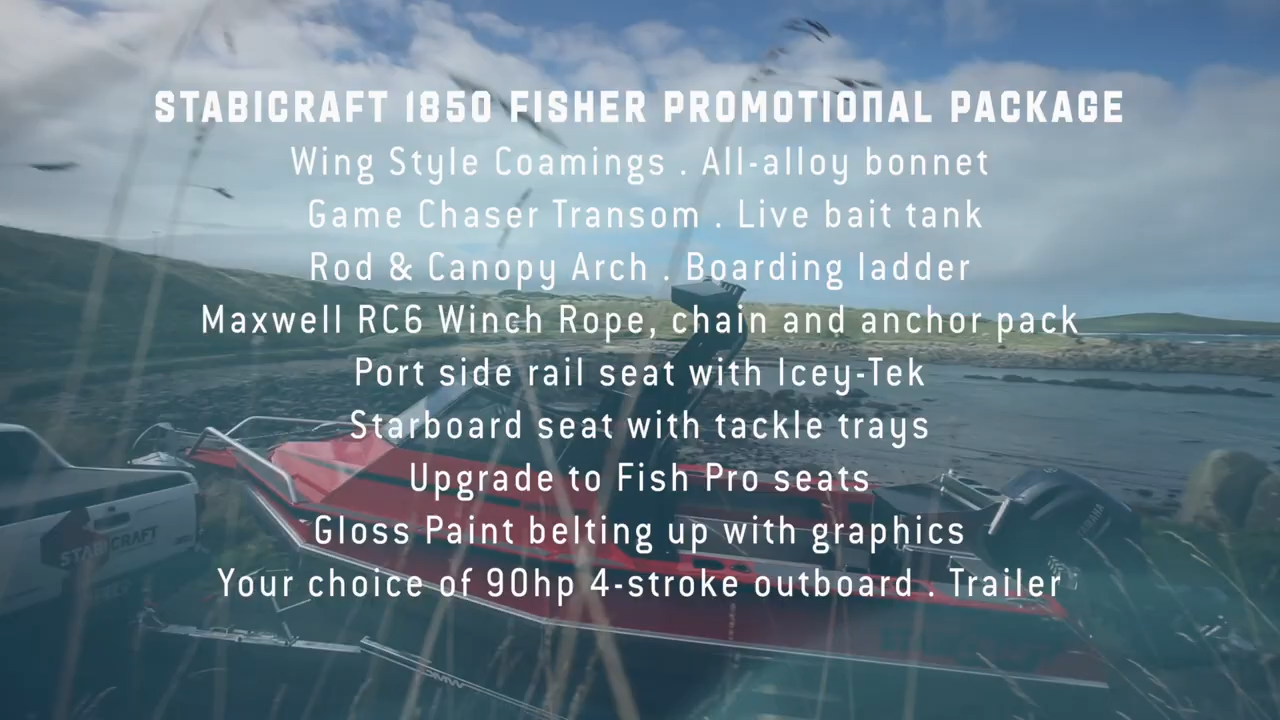 STABICRAFT 1850 FISHER PROMOTIONAL PACKAGE
Wing Style Coamings . All-alloy bonnet
Game Chaser Transom . Live bait tank
Rod & Canopy Arch . Boarding ladder
Maxwell RC6 Winch Rope, chain and anchor pack
Port side rail seat with Icey-Tek
Starboard seat with tackle trays
Upgrade to Fish Pro seats
Gloss Paint belting up with graphics
Your choice of 90hp 4-stroke outboard . Trailer
STABICRAFT
YAMAHA
DMW